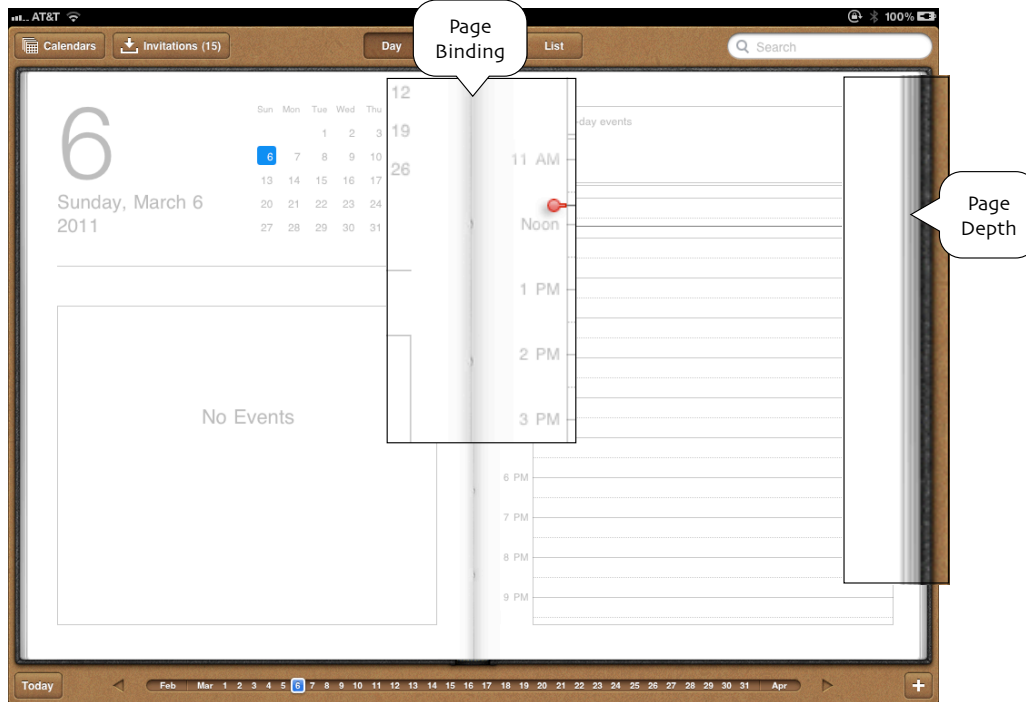 AT&T
100%
Page
Binding
Calendars
Invitations (15)
Day
List
Search
6
Sunday, March 6
2011
Sun Mon Tue Wed Thu
1 2 3
6 7 8 9 10
13 14 15 16 17
20 21 22 23 24
27 28 29 30 31
12
19
26
-day events
11 AM
Noon
1 PM
2 PM
3 PM
Page
Depth
No Events
6 PM
7 PM
8 PM
9 PM
Today
Feb Mar 1 2 3 4 5 6 7 8 9 10 11 12 13 14 15 16 17 18 19 20 21 22 23 24 25 26 27 28 29 30 31 Apr
+